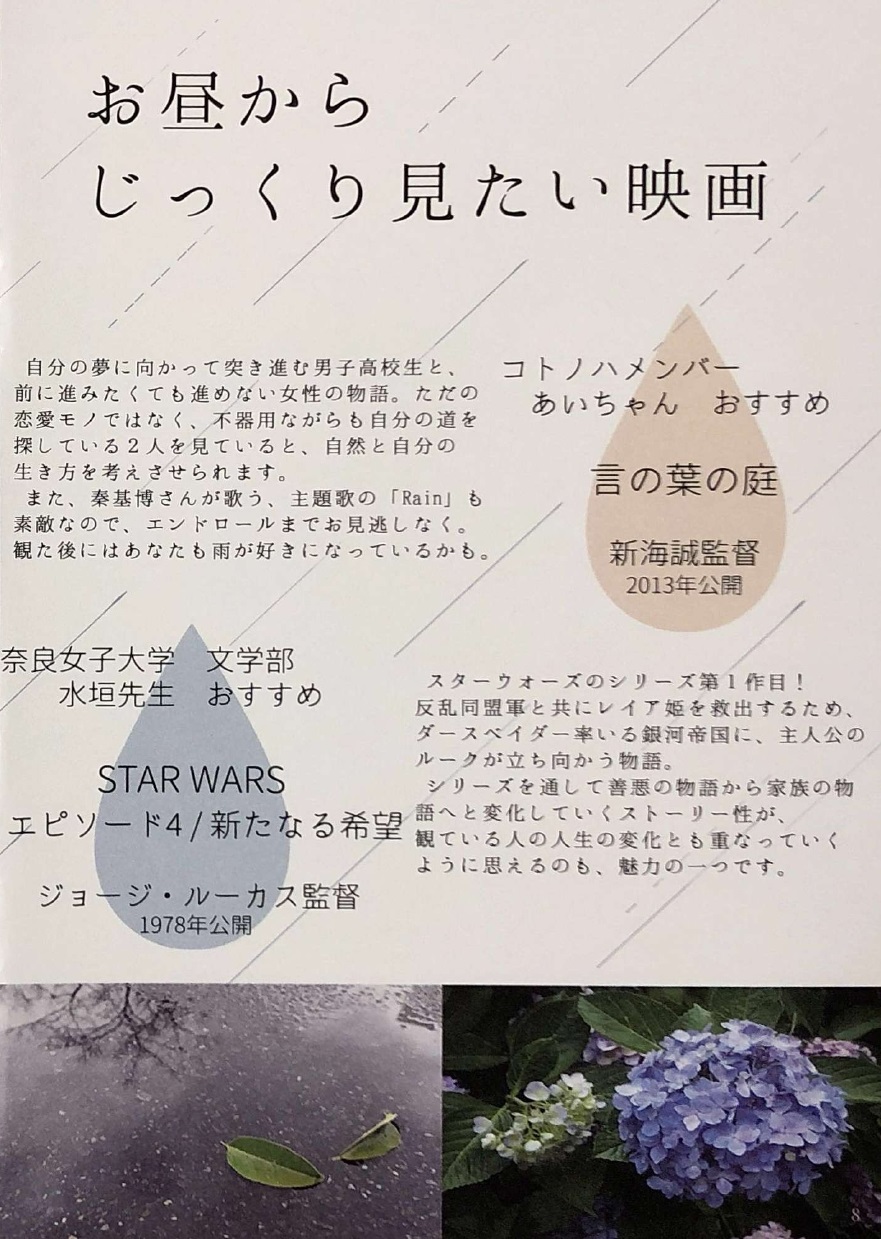 お昼から
じっくり見たい映画
自分の夢に向かって突き進む男子高校生と、
前に進みたくても進めない女性の物語。ただの
恋愛モノではなく、不器用ながらも自分の道を
探している２人を見ていると、自然と自分の
生き方を考えさせられます。
また、秦基博さんが歌う、主題歌の「Rain」も
素敵なので、エンドロールまでお見逃しなく。
観た後にはあなたも雨が好きになっているかも。
コトノハメンバー
あいちゃん　おすすめ
言の葉の庭
新海誠監督
2013年公開
奈良女子大学　文学部
水垣先生　おすすめ
STAR WARS
エピソード4 / 新たなる希望
ジョージ・ルーカス監督
1978年公開
スターウォーズのシリーズ第１作目！
反乱同盟軍と共にレイア姫を救出するため、
ダースベイダー率いる銀河帝国に、主人公の
ルークが立ち向かう物語。
シリーズを通して善悪の物語から家族の物
語へと変化していくストーリー性が、
観ている人の人生の変化とも重なっていく
ように思えるのも、魅力の一つです。
8